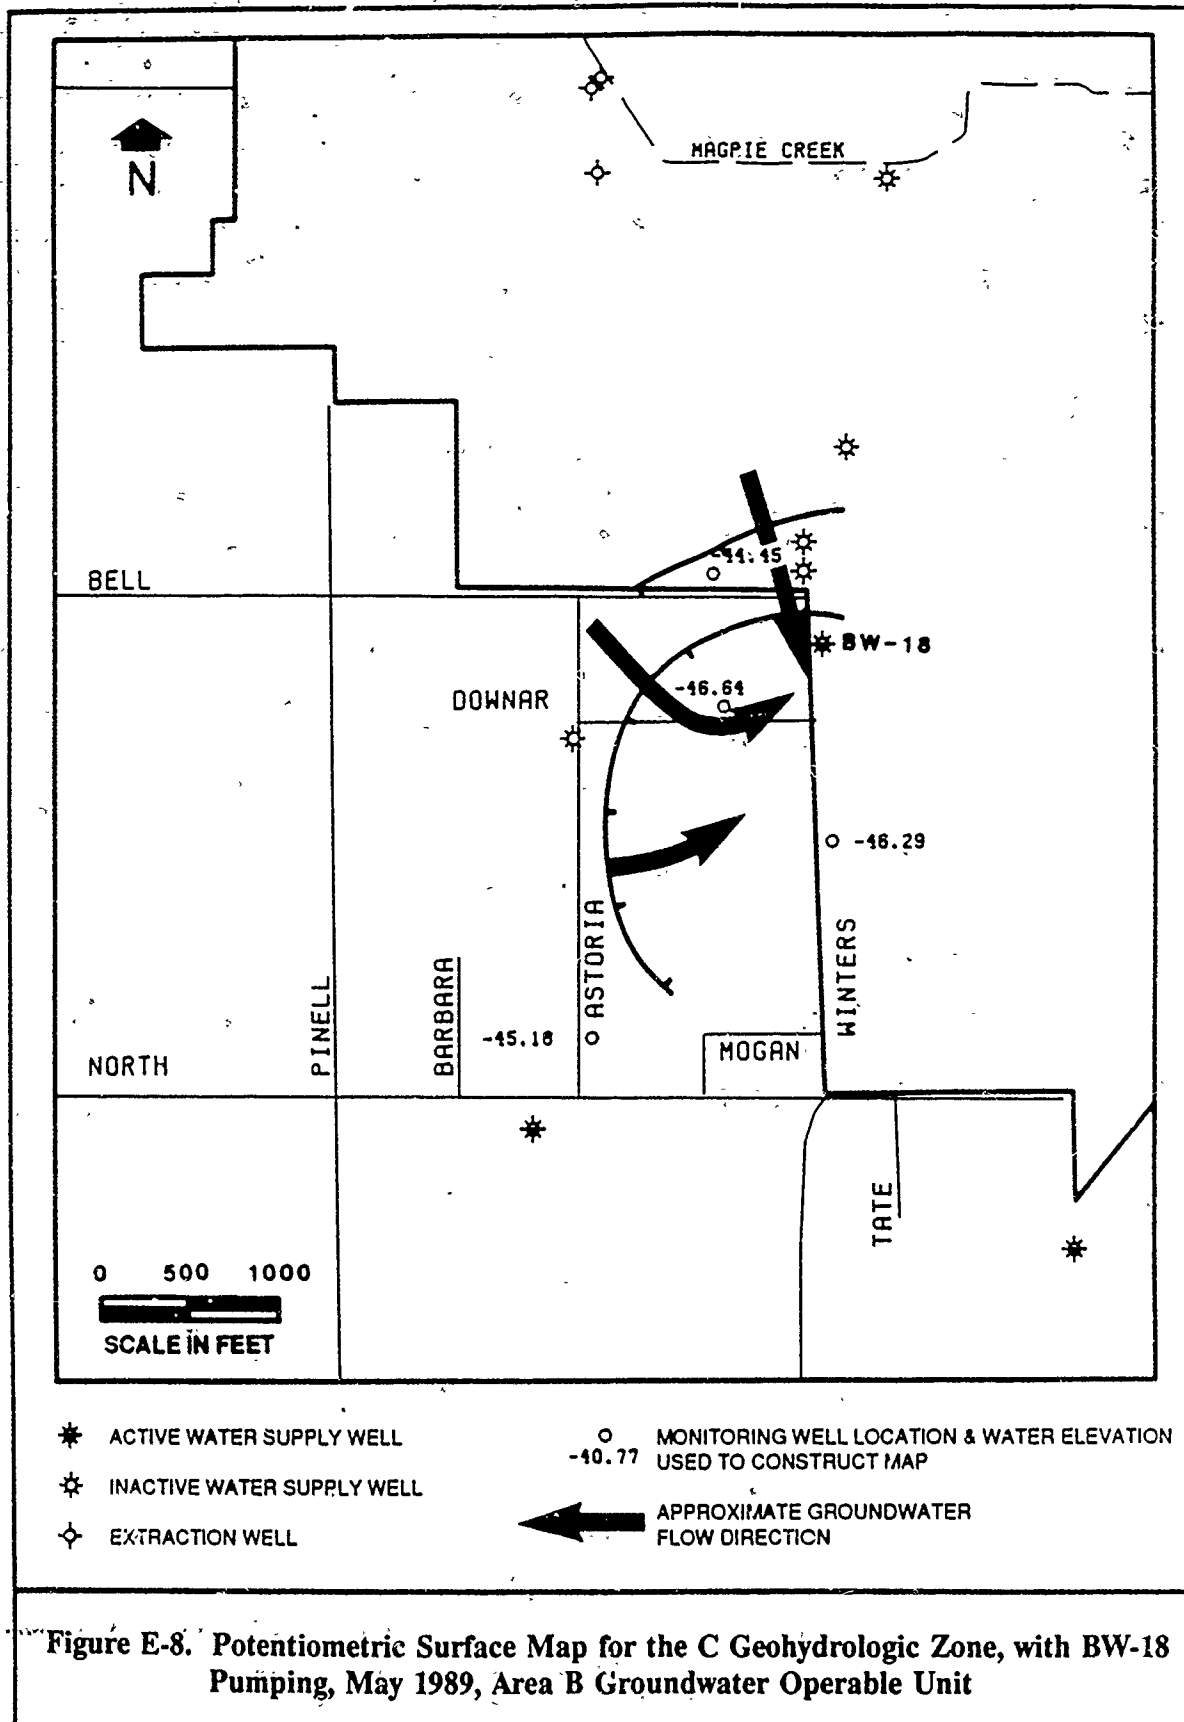 N
MAGPIE CREEK
-44.45
BELL
BW-18
-46.64
DOWNAR
-46.29
ASTORIA
WINTERS
BARBARA
PINELL
-45.18
MOGAN
NORTH
TATE
0 500 1000
SCALE IN FEET
ACTIVE WATER SUPPLY WELL
INACTIVE WATER SUPPLY WELL
EXTRACTION WELL
-40.77
MONITORING WELL LOCATION & WATER ELEVATION
USED TO CONSTRUCT MAP
APPROXIMATE GROUNDWATER
FLOW DIRECTION
Figure E-8. Potentiometric Surface Map for the C Geohydrologic Zone, with BW-18
Pumping, May 1989, Area B Groundwater Operable Unit